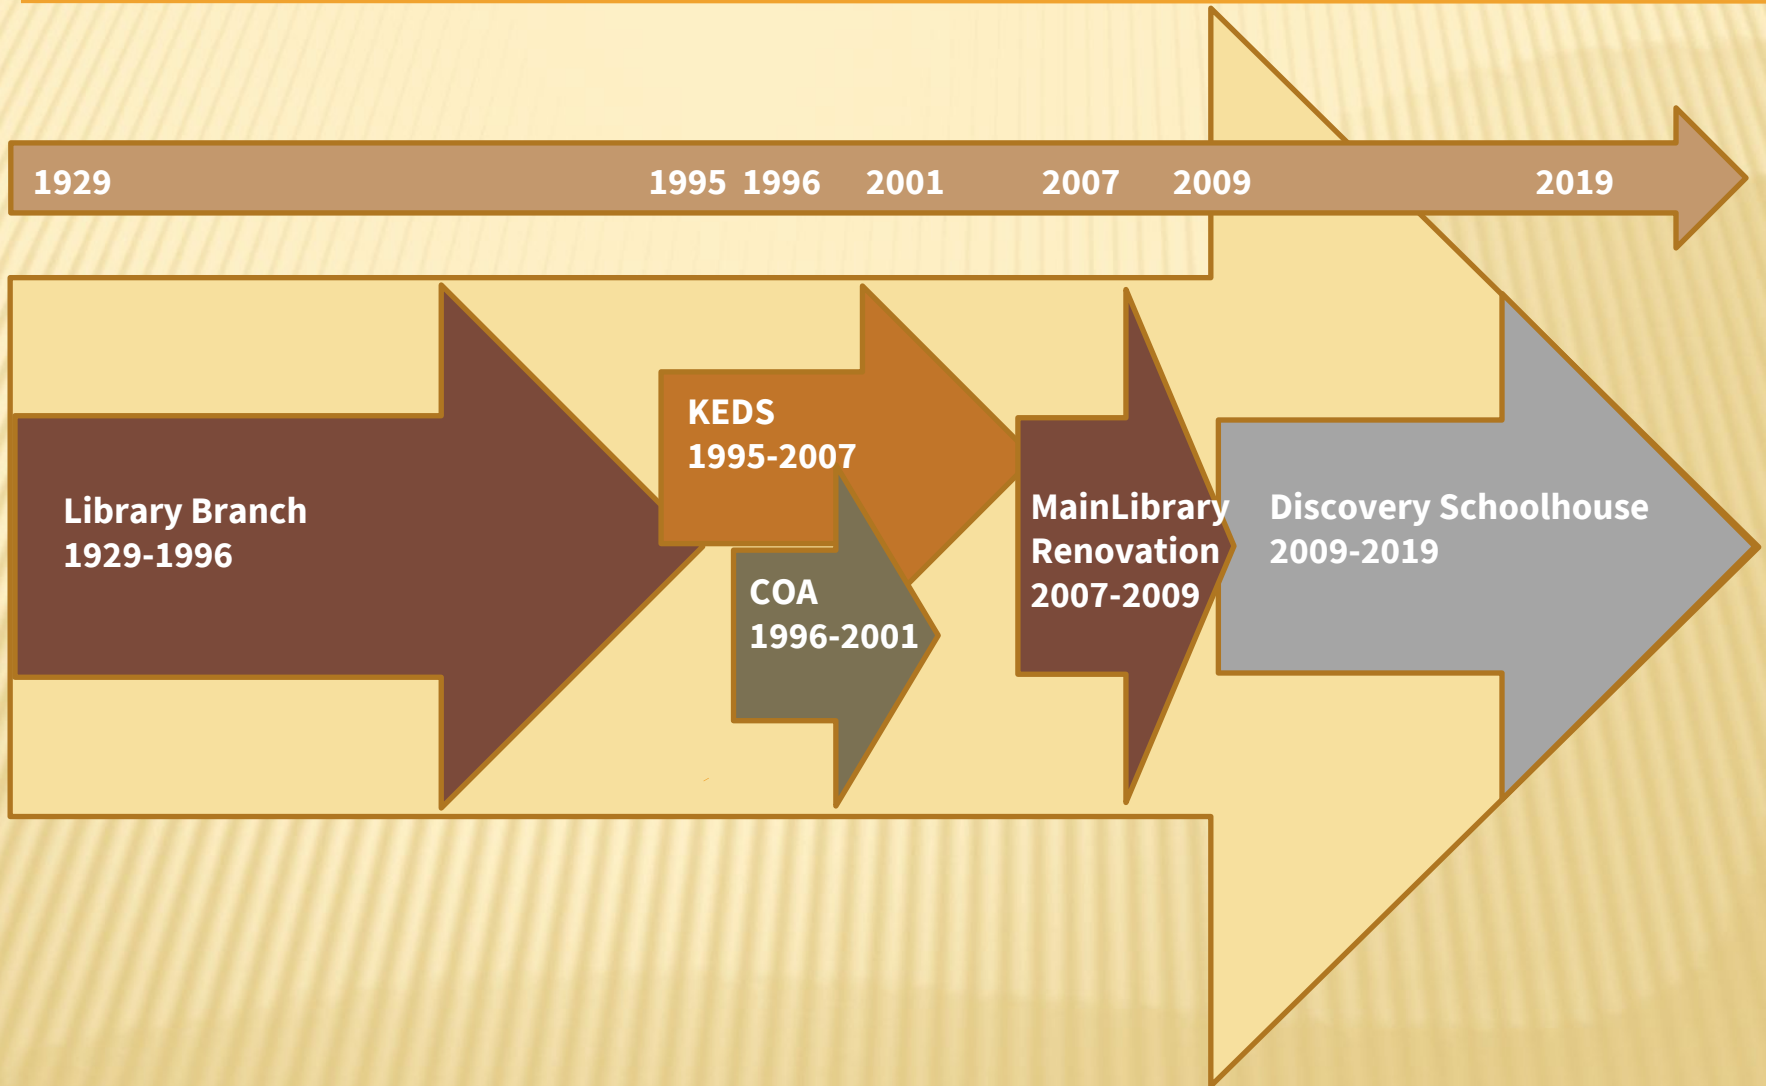 1929 1995 1996 2001 2007 2009 2019
KEDS
1995-2007
Library Branch
1929-1996
COA
1996-2001
MainLibrary
Renovation
2007-2009
Discovery Schoolhouse
2009-2019